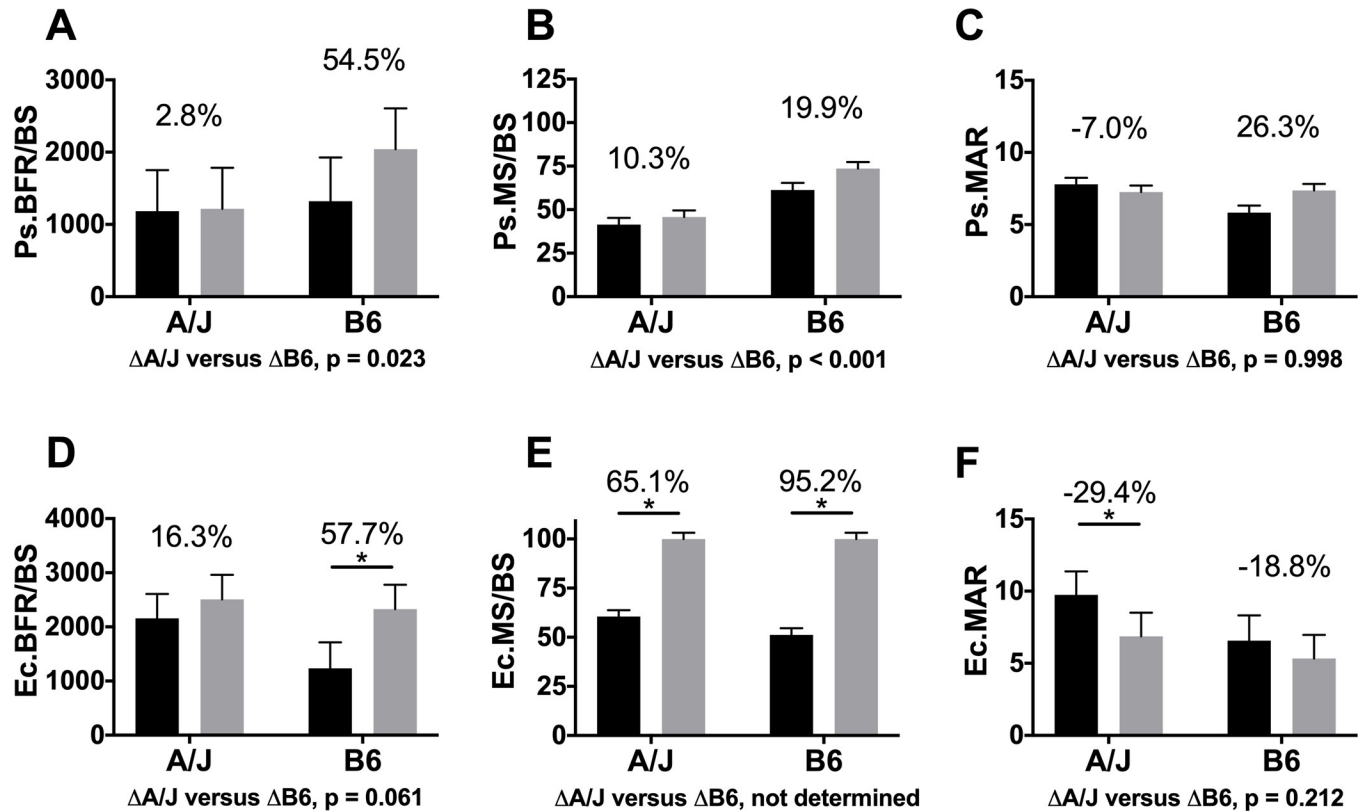 A
Ps.BFR/BS
3000
2000
1000
0
2.8%
54.5%
A/J
B6
ΔA/J versus ΔB6, p = 0.023
B
Ps.MS/BS
125
100
75
50
25
0
10.3%
19.9%
A/J
B6
ΔA/J versus ΔB6, p < 0.001
C
Ps.MAR
15
10
5
0
-7.0%
26.3%
A/J
B6
ΔA/J versus ΔB6, p = 0.998
D
Ec.BFR/BS
4000
3000
2000
1000
0
16.3%
57.7%
*
A/J
B6
ΔA/J versus ΔB6, p = 0.061
E
Ec.MS/BS
100
75
50
25
0
65.1%
*
95.2%
*
A/J
B6
ΔA/J versus ΔB6, not determined
F
Ec.MAR
15
10
5
0
-29.4%
*
-18.8%
A/J
B6
ΔA/J versus ΔB6, p = 0.212